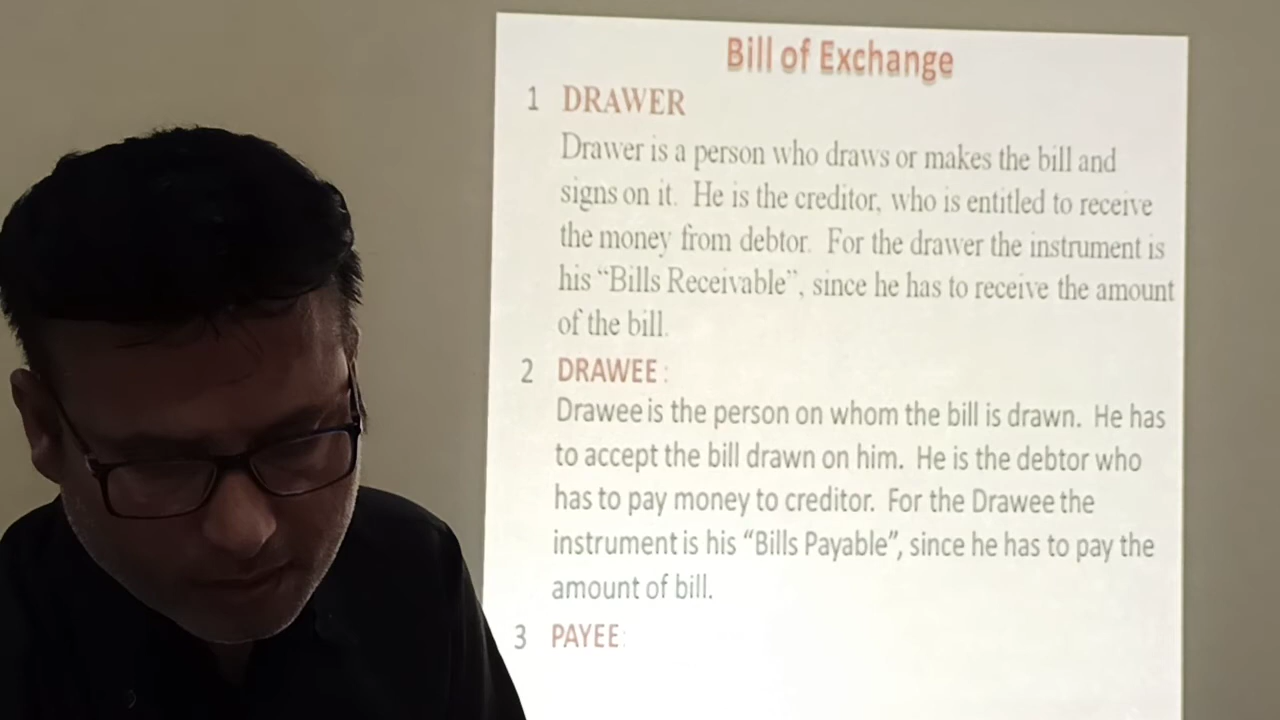 Bill of Exchange
1 DRAWER
Drawer is a person who draws or makes the bill and
signs on it. He is the creditor, who is entitled to receive
the money from debtor. For the drawer the instrument is
his “Bills Receivable”, since he has to receive the amount
of the bill.
2 DRAWEE :
Drawee is the person on whom the bill is drawn. He has
to accept the bill drawn on him. He is the debtor who
has to pay money to creditor. For the Drawee the
instrument is his “Bills Payable”, since he has to pay the
amount of bill.
3 PAYEE: